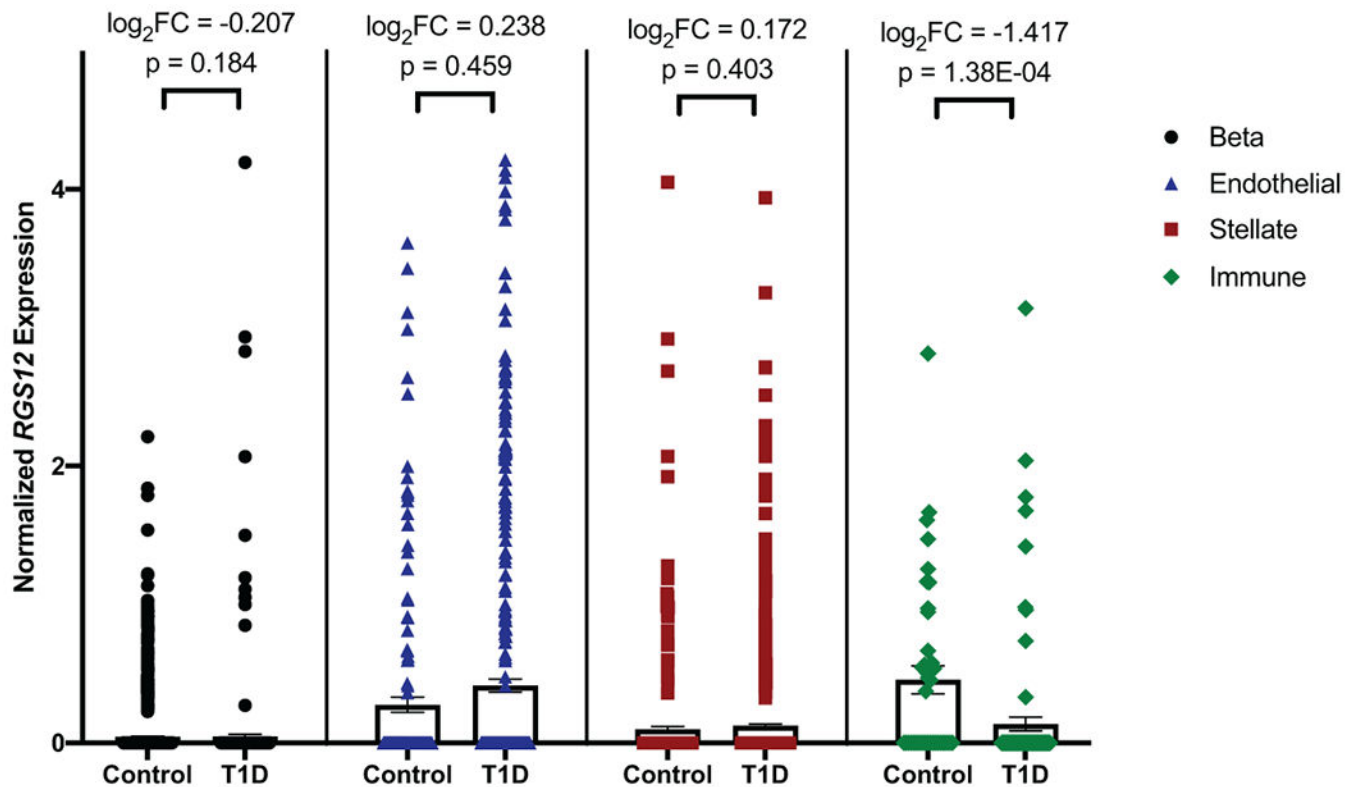 log₂FC = -0.207
p = 0.184
log₂FC = 0.238
p = 0.459
log₂FC = 0.172
p = 0.403
log₂FC = -1.417
p = 1.38E-04
Normalized RGS12 Expression
4
2
0
Control T1D Control T1D Control T1D Control T1D
Beta
Endothelial
Stellate
Immune